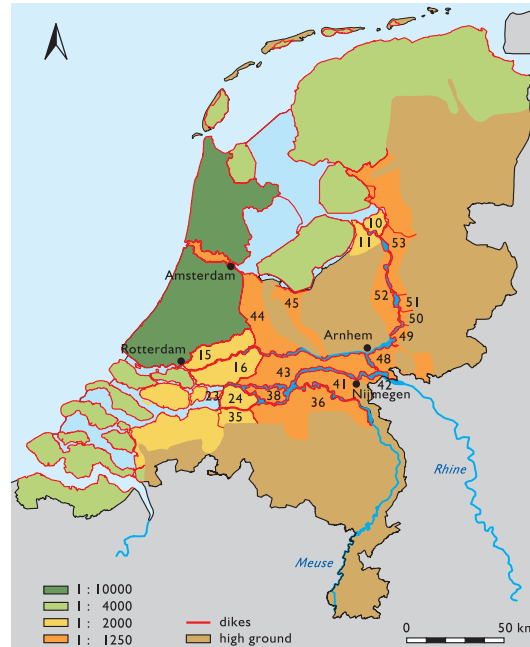 10
11
53
Amsterdam
45
52
51
44
50
Rotterdam
15
Arnhem
49
16
43
48
41
42
23
24
38
Nijmegen
36
35
Rhine
Meuse
1 : 10000
1 : 4000
1 : 2000
dikes
1 : 1250
high ground
0 50 km